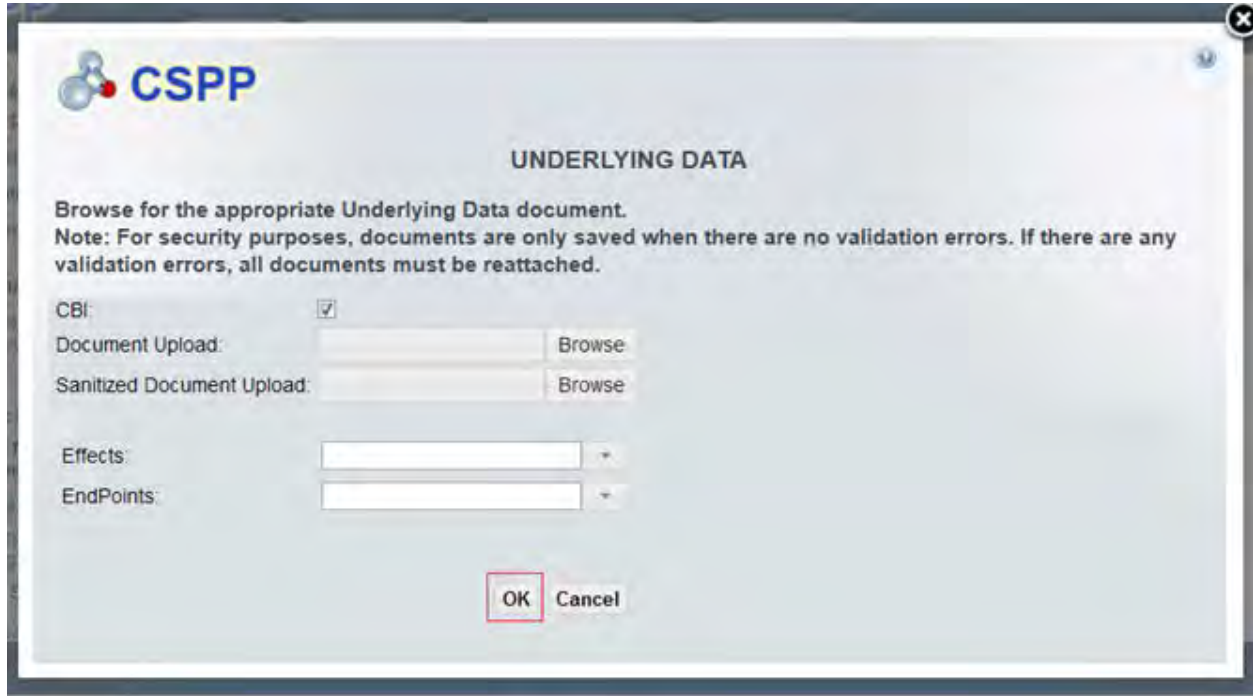 CSPP
UNDERLYING DATA
Browse for the appropriate Underlying Data document.
Note: For security purposes, documents are only saved when there are no validation errors. If there are any
validation errors, all documents must be reattached.
CBI:
Document Upload: Browse
Sanitized Document Upload: Browse
Effects:
EndPoints:
OK Cancel